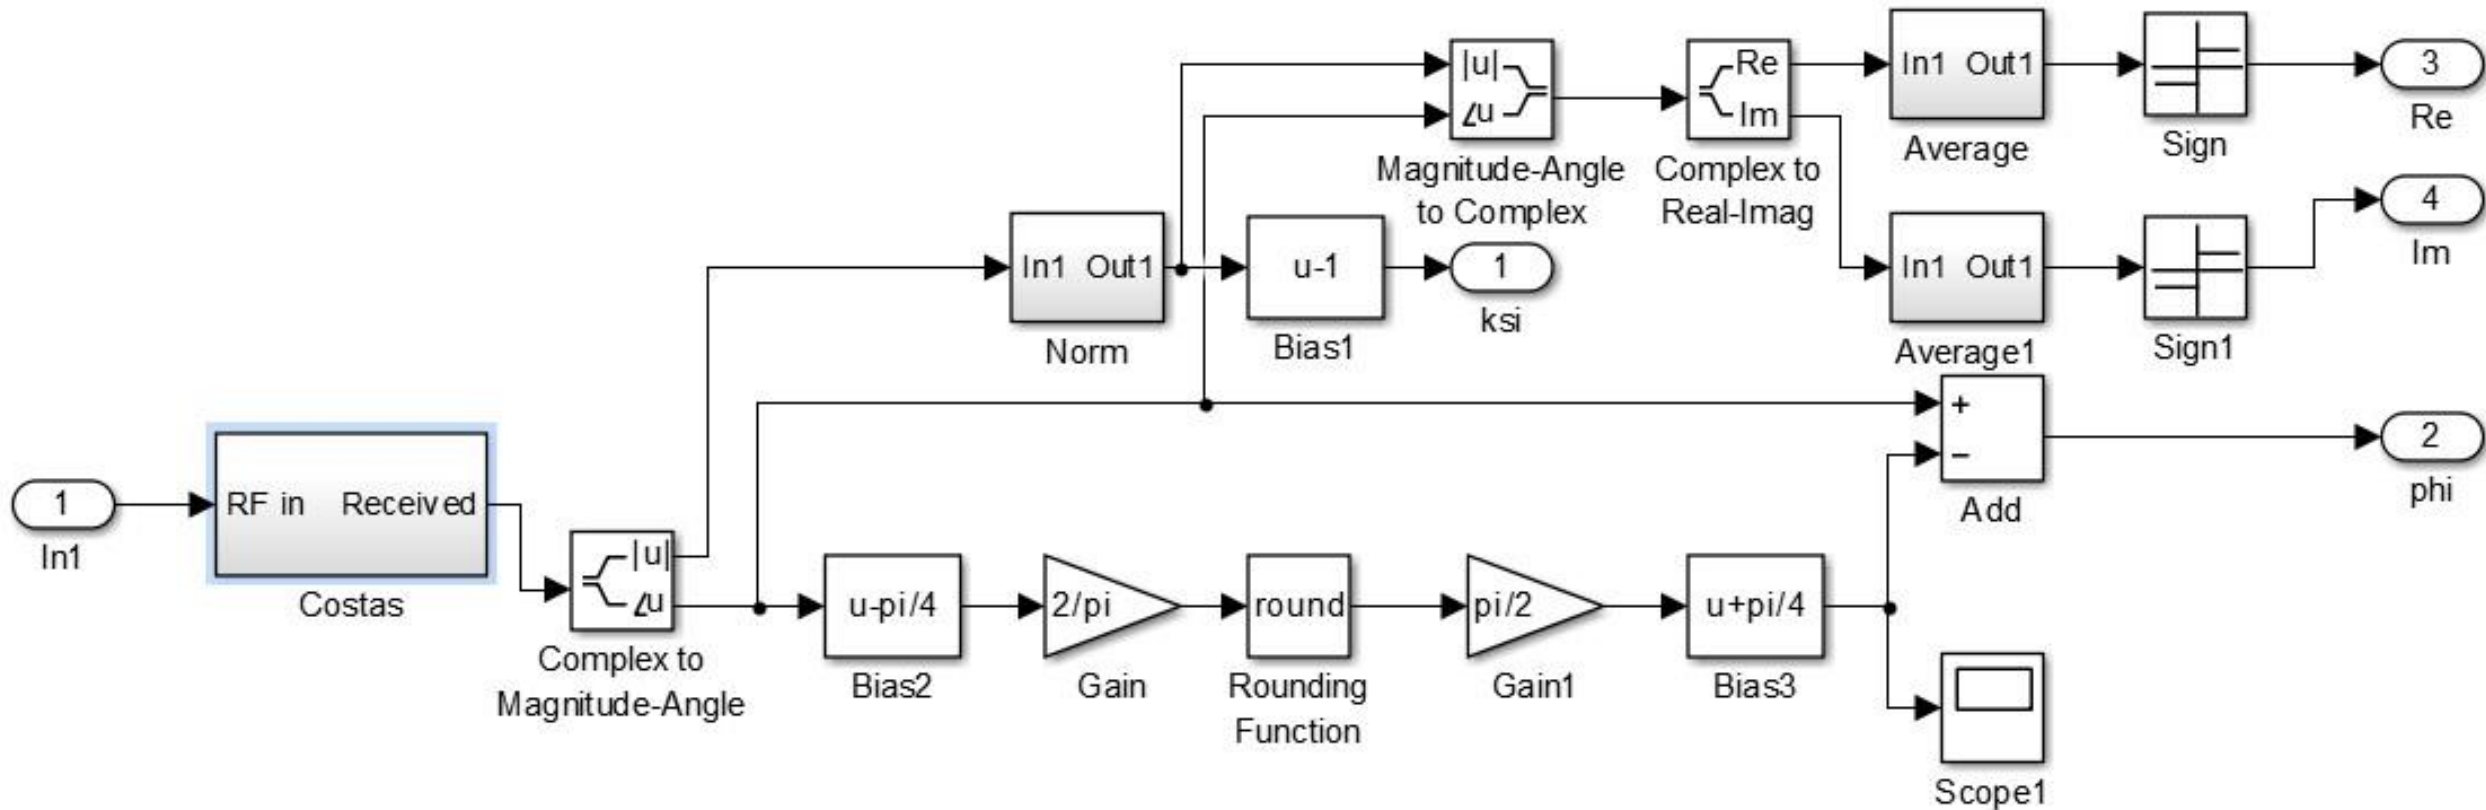 |u|
∠u
Magnitude-Angle
to Complex
Re
Im
Complex to
Real-Imag
In1 Out1
Average
Sign
3
Re
4
Im
In1 Out1
Norm
u-1
Bias1
1
ksi
In1 Out1
Average1
Sign1
1
In1
RF in Received
Costas
|u|
∠u
Complex to
Magnitude-Angle
u-pi/4
Bias2
2/pi
Gain
round
Rounding
Function
pi/2
Gain1
u+pi/4
Bias3
+
−
Add
2
phi
Scope1